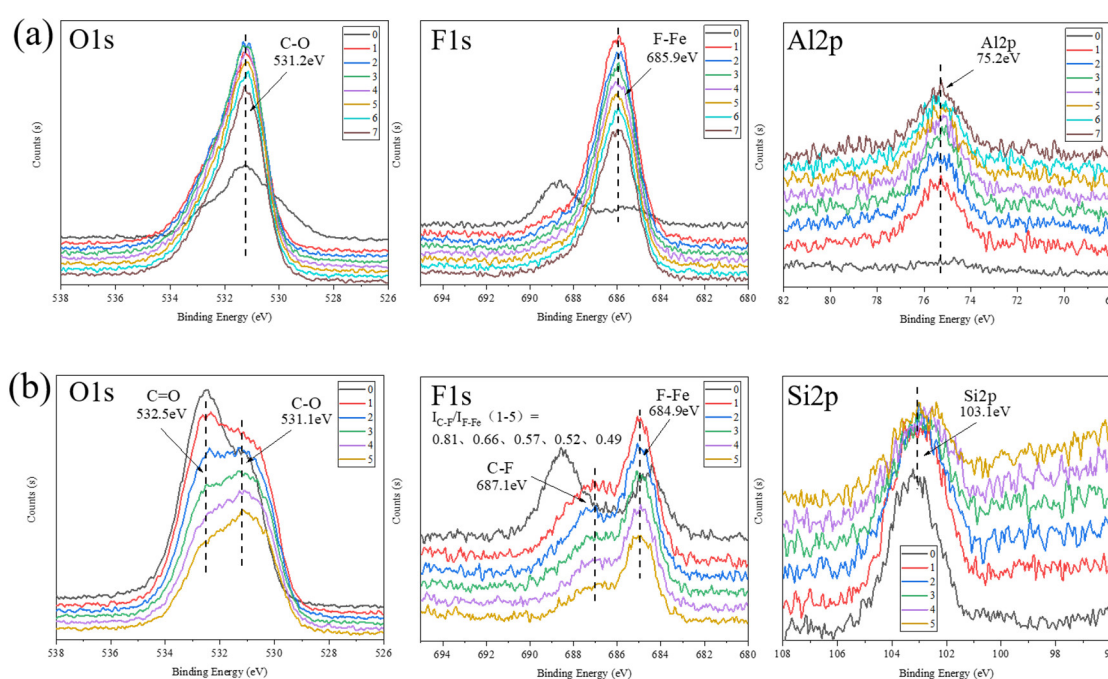 (a)
O1s
C-O
531.2eV
0
1
2
3
4
5
6
7
Counts (s)
538
536
534
532
530
528
526
Binding Energy (eV)
F1s
F-Fe
685.9eV
0
1
2
3
4
5
6
7
Counts (s)
694
692
690
688
686
684
682
680
Binding Energy (eV)
Al2p
Al2p
75.2eV
0
1
2
3
4
5
6
7
Counts (s)
82
80
78
76
74
72
70
Binding Energy (eV)
(b)
O1s
C=O
532.5eV
C-O
531.1eV
0
1
2
3
4
5
Counts (s)
538
536
534
532
530
528
526
Binding Energy (eV)
F1s
I C-F/I F-Fe（1-5）=
0.81、0.66、0.57、0.52、0.49
F-Fe
684.9eV
C-F
687.1eV
0
1
2
3
4
5
Counts (s)
694
692
690
688
686
684
682
680
Binding Energy (eV)
Si2p
Si2p
103.1eV
0
1
2
3
4
5
Counts (s)
108
106
104
102
100
98
96
Binding Energy (eV)